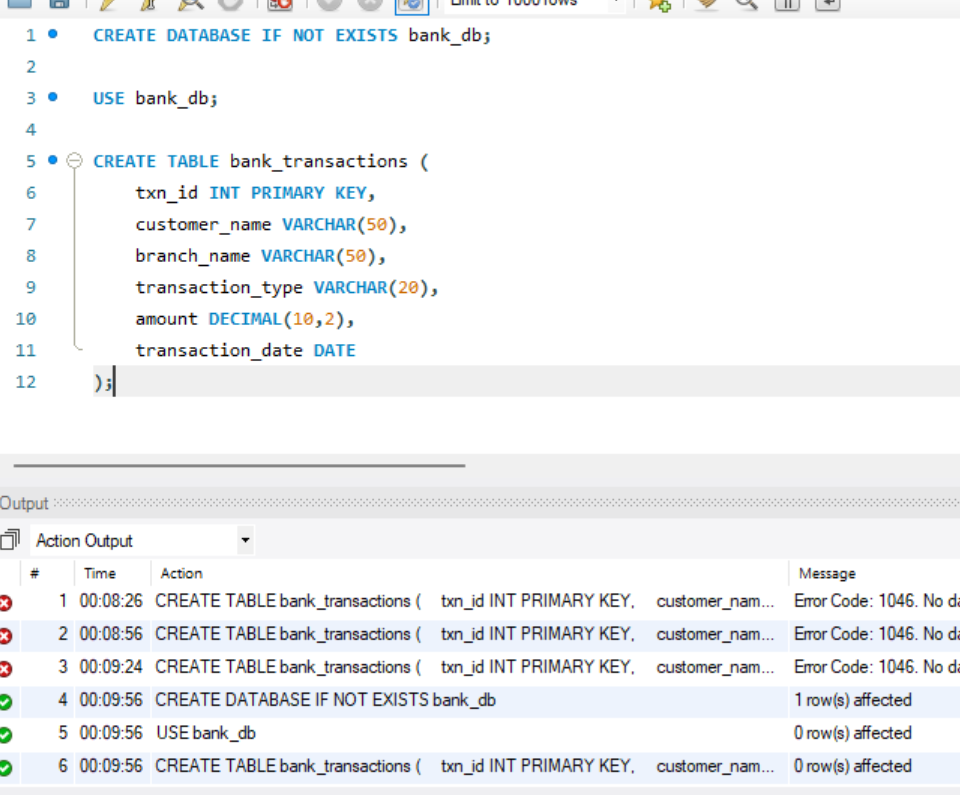 Limit to 1000 rows
1 CREATE DATABASE IF NOT EXISTS bank_db;
2
3 USE bank_db;
4
5 CREATE TABLE bank_transactions (
6 txn_id INT PRIMARY KEY,
7 customer_name VARCHAR(50),
8 branch_name VARCHAR(50),
9 transaction_type VARCHAR(20),
10 amount DECIMAL(10,2),
11 transaction_date DATE
12 );
Output
Action Output
# Time Action Message
1 00:08:26 CREATE TABLE bank_transactions ( txn_id INT PRIMARY KEY, customer_nam... Error Code: 1046. No da
2 00:08:56 CREATE TABLE bank_transactions ( txn_id INT PRIMARY KEY, customer_nam... Error Code: 1046. No da
3 00:09:24 CREATE TABLE bank_transactions ( txn_id INT PRIMARY KEY, customer_nam... Error Code: 1046. No da
4 00:09:56 CREATE DATABASE IF NOT EXISTS bank_db 1 row(s) affected
5 00:09:56 USE bank_db 0 row(s) affected
6 00:09:56 CREATE TABLE bank_transactions ( txn_id INT PRIMARY KEY, customer_nam... 0 row(s) affected